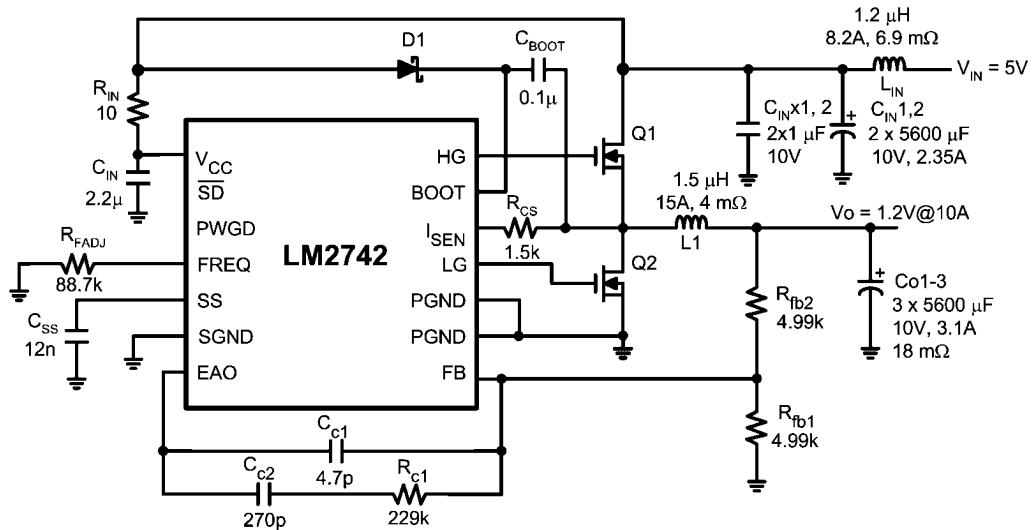 1.2 μH
8.2A, 6.9 mΩ
D1
C_BOOT
V_IN = 5V
L_IN
R_IN
10
0.1μ
C_INx1, 2
2x1 μF
10V
C_IN1,2
2 x 5600 μF
10V, 2.35A
+
Q1
C_IN
2.2μ
V_CC
HG
S̅D̅
BOOT
1.5 μH
15A, 4 mΩ
R_CS
Vo = 1.2V@10A
PWGD
I_SEN
1.5k
L1
LM2742
R_FADJ
88.7k
FREQ
LG
Q2
+
Co1-3
3 x 5600 μF
10V, 3.1A
18 mΩ
R_fb2
4.99k
SS
PGND
C_SS
12n
SGND
PGND
EAO
FB
R_fb1
4.99k
C_c1
4.7p
C_c2
270p
R_c1
229k